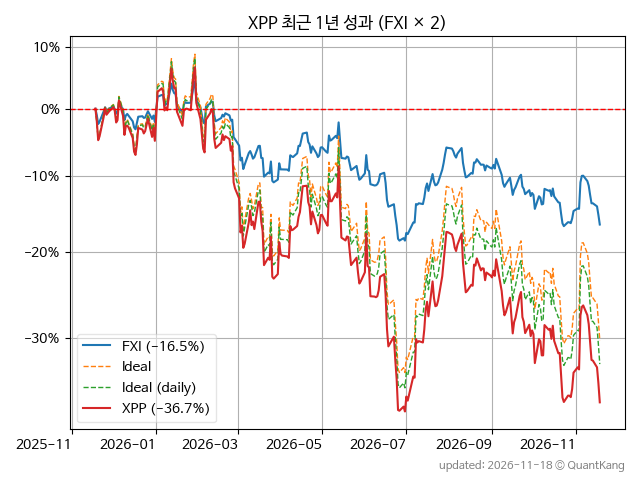 XPP 최근 1년 성과 (FXI × 2)
10%
0%
−10%
−20%
−30%
FXI (−16.5%)
Ideal
Ideal (daily)
XPP (−36.7%)
2025-11 2026-01 2026-03 2026-05 2026-07 2026-09 2026-11
updated: 2026-11-18 © QuantKang